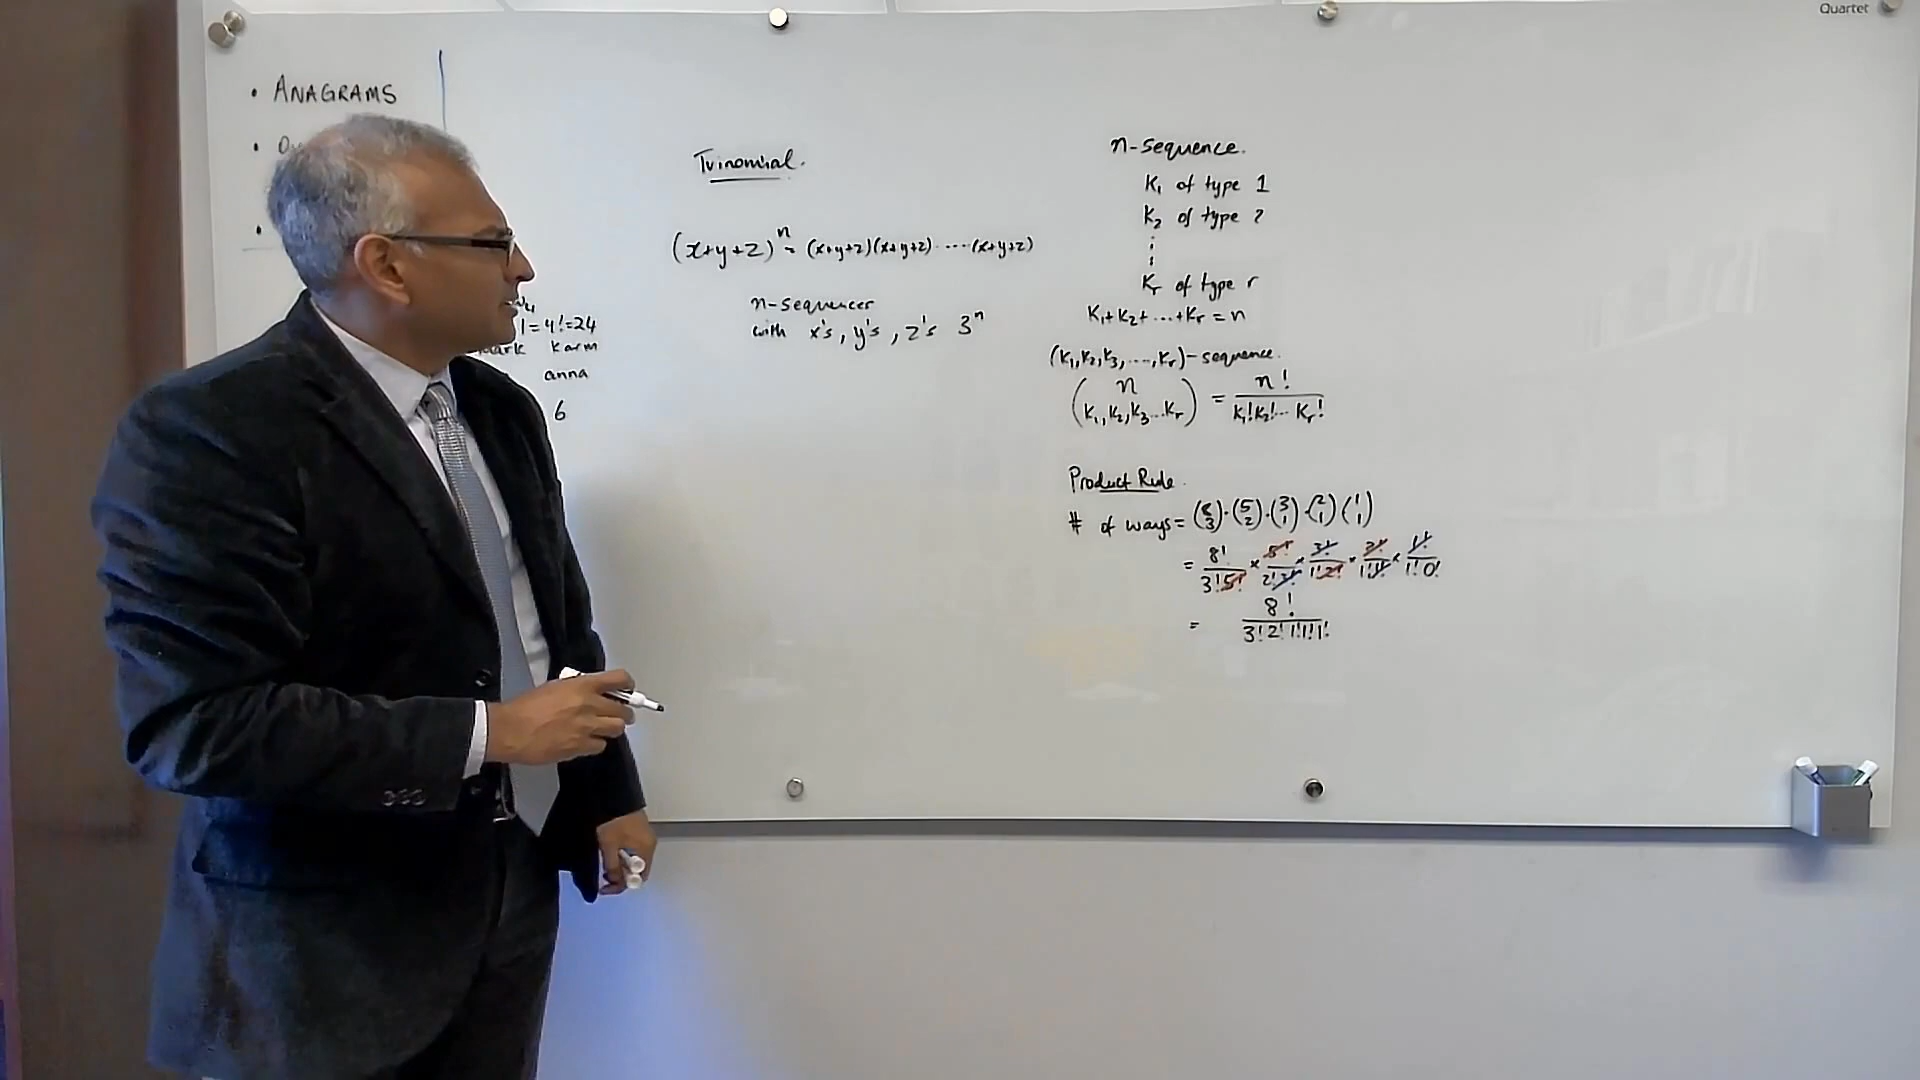 Quartet
• ANAGRAMS
•
•
! = 4! = 24
mark karm
anna
6
Trinomial.
(x+y+z)ⁿ = (x+y+z)(x+y+z)....(x+y+z)
n-sequences
with x's, y's, z's 3ⁿ
n-sequence.
K₁ of type 1
K₂ of type 2
⋮
Kᵣ of type r
K₁+K₂+...+Kᵣ = n
(K₁,K₂,K₃,....,Kᵣ)-sequence.
(n / K₁,K₂,K₃...Kᵣ) = n! / K₁!K₂!... Kᵣ!
Product Rule.
# of ways = (8 / 3)·(5 / 2)·(3 / 1)·(2 / 1)(1 / 1)
= 8! / 3!5! × 5! / 2!3! × 3! / 1!2! × 2! / 1!1! × 1! / 1!0!
= 8! / 3!2!1!1!1!